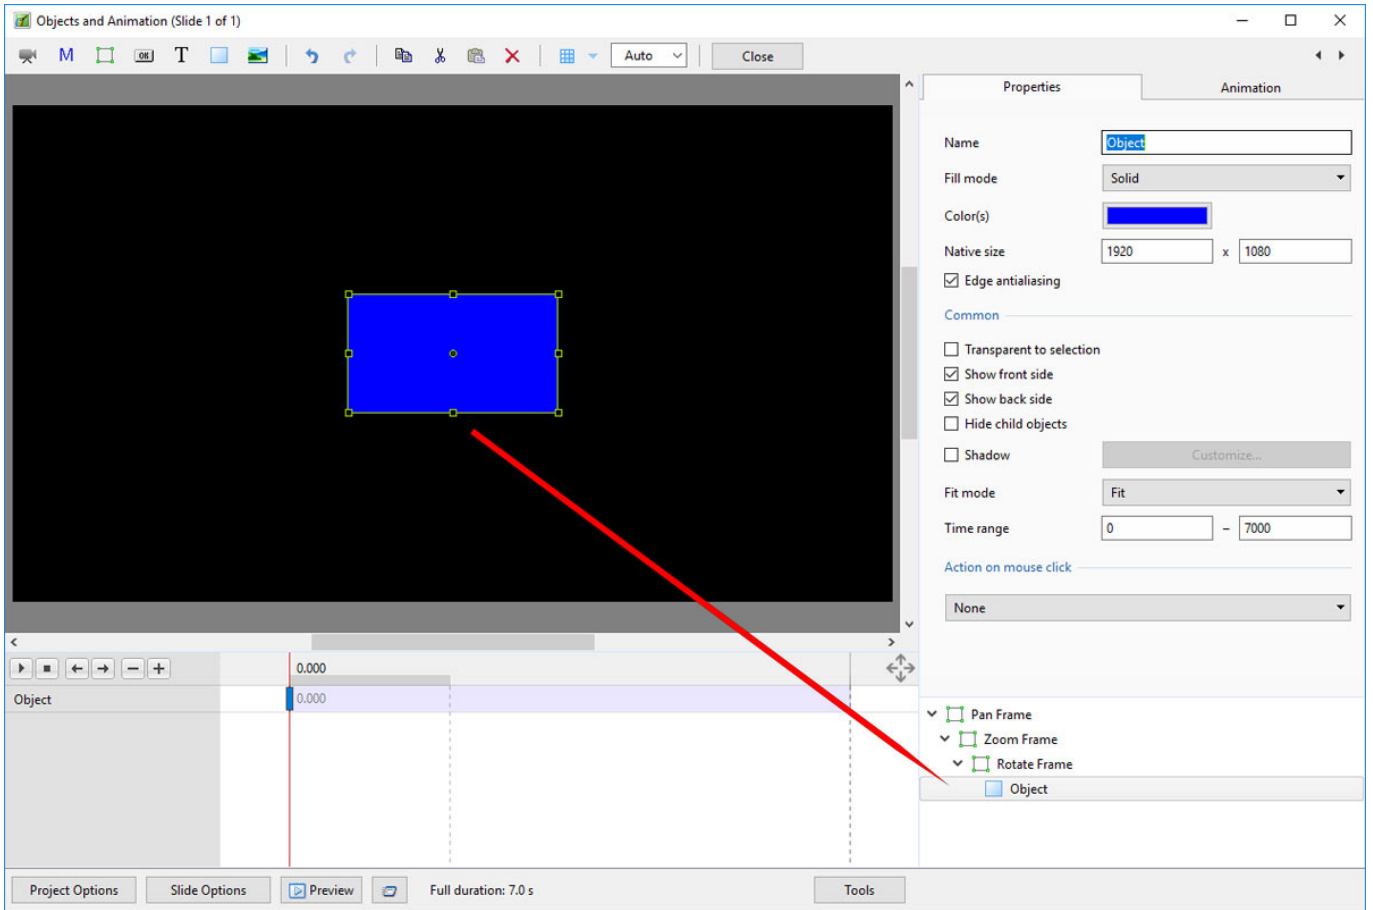 Objects and Animation (Slide 1 of 1)
M OK T Auto Close
Properties Animation
Name Object
Fill mode Solid
Color(s)
Native size 1920 x 1080
Edge antialiasing
Common
Transparent to selection
Show front side
Show back side
Hide child objects
Shadow Customize...
Fit mode Fit
Time range 0 – 7000
Action on mouse click
None
0.000
Object 0.000
Pan Frame
Zoom Frame
Rotate Frame
Object
Project Options Slide Options Preview Full duration: 7.0 s Tools